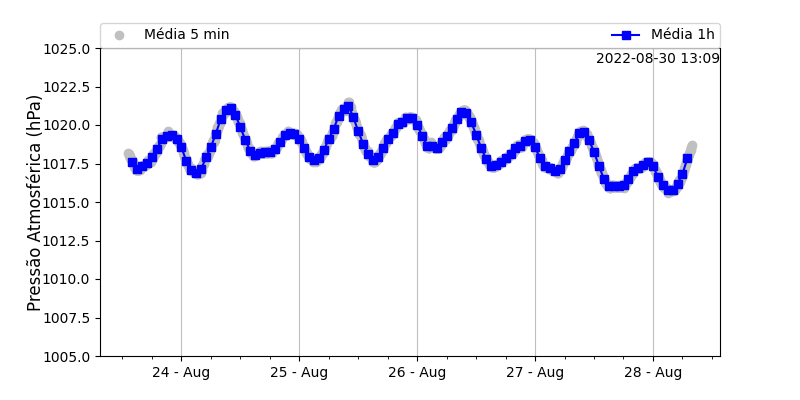 Média 5 min
Média 1h
2022-08-30 13:09
Pressão Atmosférica (hPa)
1025.0
1022.5
1020.0
1017.5
1015.0
1012.5
1010.0
1007.5
1005.0
24 - Aug
25 - Aug
26 - Aug
27 - Aug
28 - Aug